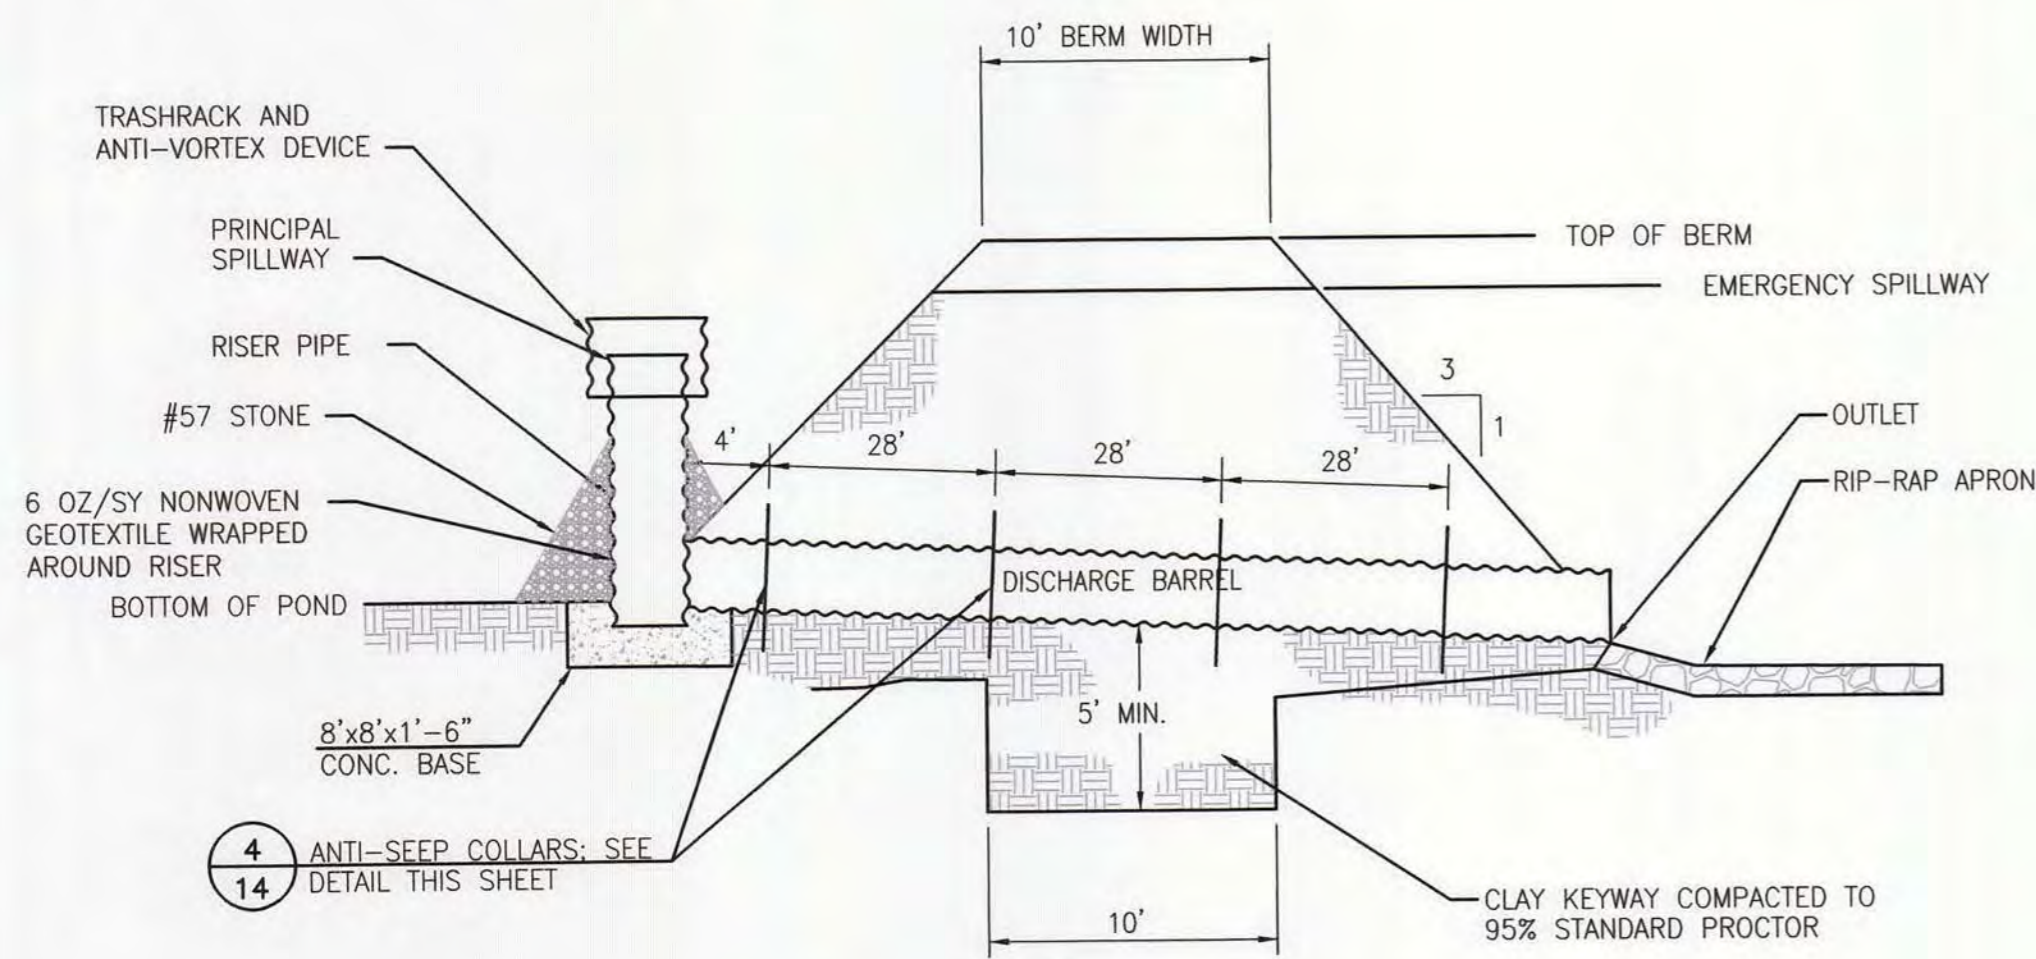 10' BERM WIDTH
TRASHRACK AND
ANTI-VORTEX DEVICE
PRINCIPAL
SPILLWAY
TOP OF BERM
EMERGENCY SPILLWAY
RISER PIPE
3
1
#57 STONE
OUTLET
4'
28'
28'
28'
RIP-RAP APRON
6 OZ/SY NONWOVEN
GEOTEXTILE WRAPPED
AROUND RISER
DISCHARGE BARREL
BOTTOM OF POND
5' MIN.
8'x8'x1'-6"
CONC. BASE
4
14
ANTI-SEEP COLLARS; SEE
DETAIL THIS SHEET
CLAY KEYWAY COMPACTED TO
95% STANDARD PROCTOR
10'